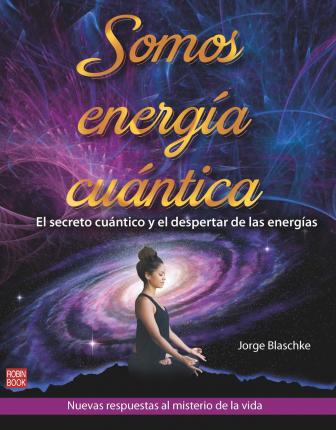 Somos
energía
cuántica
El secreto cuántico y el despertar de las energías
Jorge Blaschke
ROBIN
BOOK
Nuevas respuestas al misterio de la vida